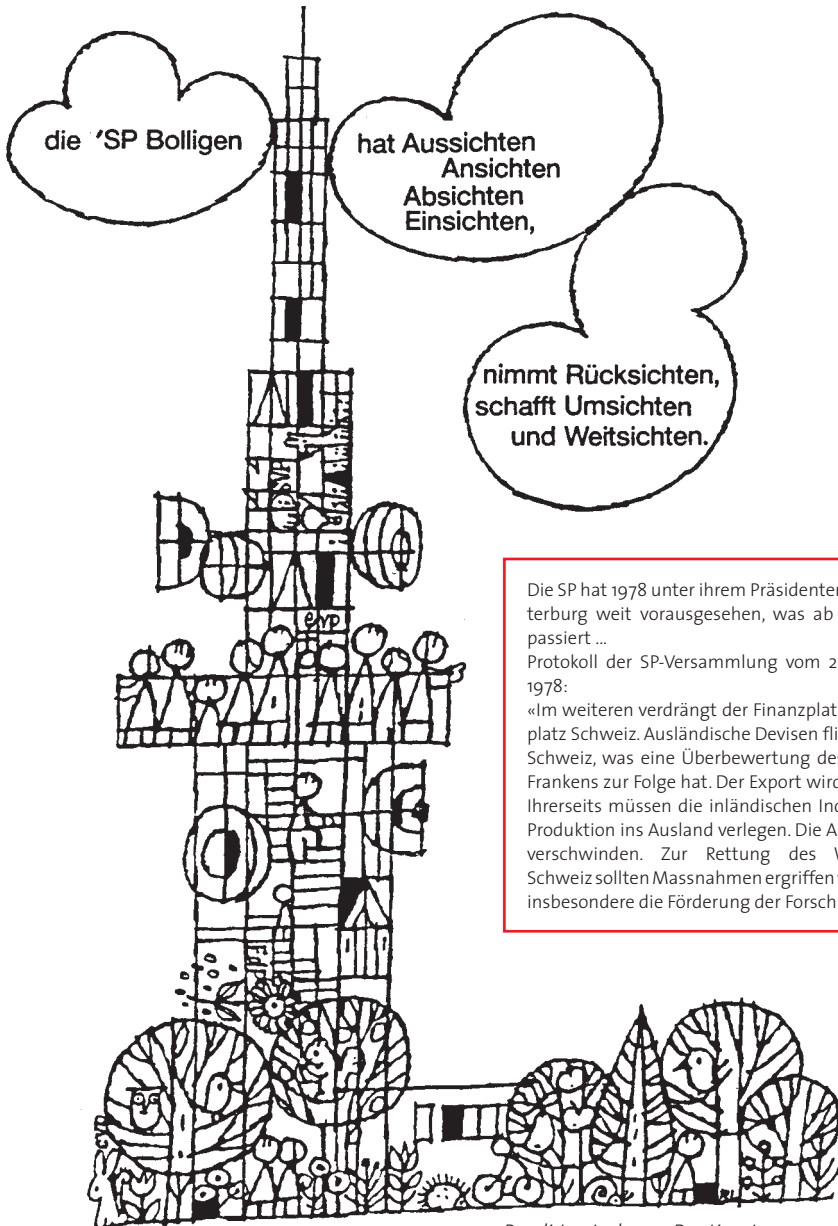 die 'SP Bolligen
hat Aussichten
Ansichten
Absichten
Einsichten,
nimmt Rücksichten,
schafft Umsichten
und Weitsichten.
SVP
evp
FdP
Die SP hat 1978 unter ihrem Präsidenten
terburg weit vorausgesehen, was ab
passiert ...
Protokoll der SP-Versammlung vom 2
1978:
«Im weiteren verdrängt der Finanzplat
platz Schweiz. Ausländische Devisen fli
Schweiz, was eine Überbewertung des
Frankens zur Folge hat. Der Export wird
Ihrerseits müssen die inländischen Ind
Produktion ins Ausland verlegen. Die A
verschwinden. Zur Rettung des W
Schweiz sollten Massnahmen ergriffen
insbesondere die Förderung der Forsch